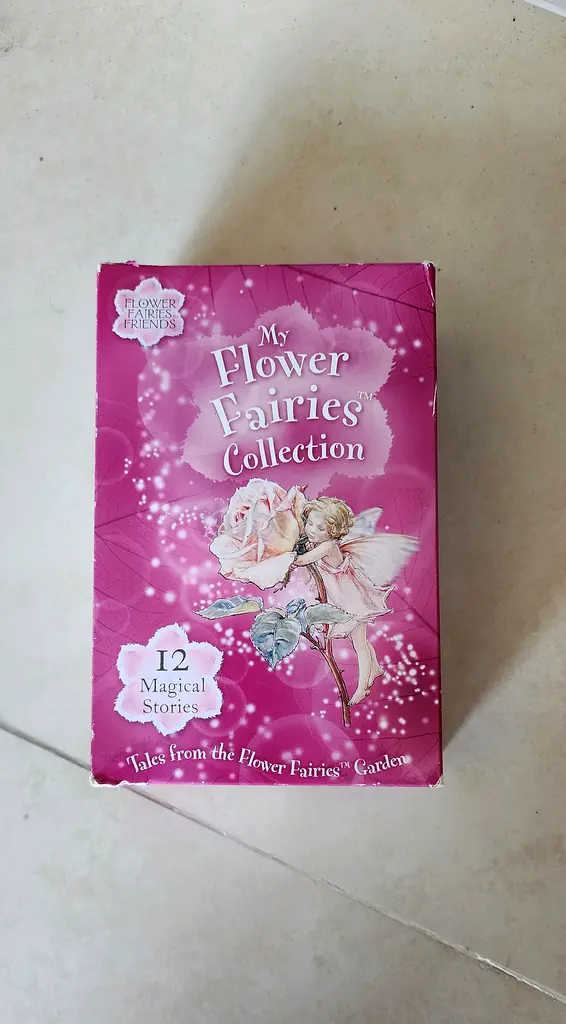 FLOWER
FAIRIES
FRIENDS
My
Flower
Fairies™
Collection
12
Magical
Stories
Tales from the Flower Fairies™ Garden